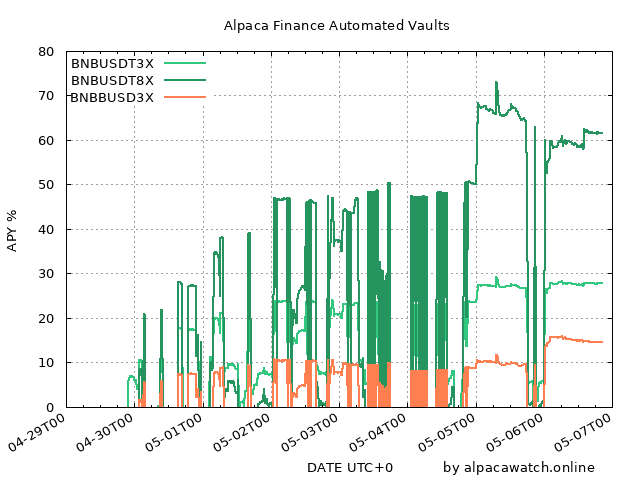 Alpaca Finance Automated Vaults
BNBUSDT3X
BNBUSDT8X
BNBBUSD3X
APY %
80
70
60
50
40
30
20
10
0
04-29T00 04-30T00 05-01T00 05-02T00 05-03T00 05-04T00 05-05T00 05-06T00 05-07T00
DATE UTC+0 by alpacawatch.online